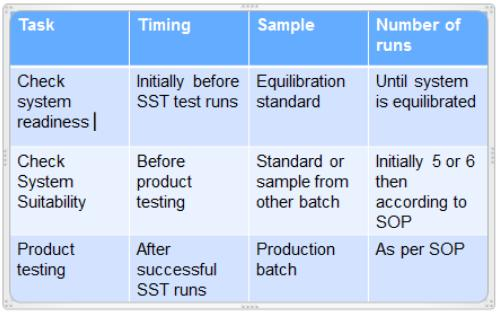 Task
Timing
Sample
Number of
runs
Check
system
readiness
Initially before
SST test runs
Equilibration
standard
Until system
is equilibrated
Check
System
Suitability
Before
product
testing
Standard or
sample from
other batch
Initially 5 or 6
then
according to
SOP
Product
testing
After
successful
SST runs
Production
batch
As per SOP